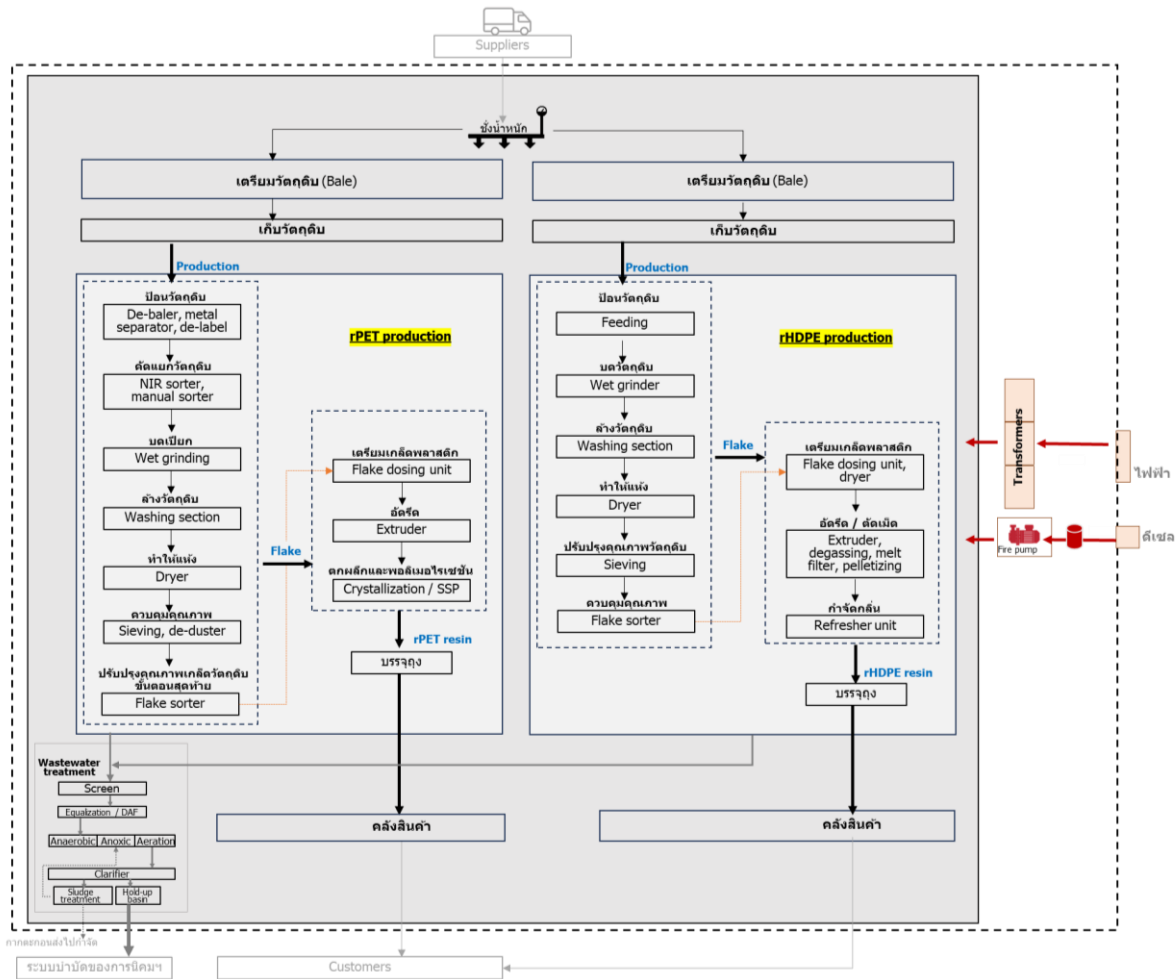 Suppliers
ชั่งน้ำหนัก
เตรียมวัตถุดิบ (Bale)
เก็บวัตถุดิบ
Production
rPET production
ป้อนวัตถุดิบ
De-baler, metal
separator, de-label
คัดแยกวัตถุดิบ
NIR sorter,
manual sorter
บดเปียก
Wet grinding
ล้างวัตถุดิบ
Washing section
ทำให้แห้ง
Dryer
ควบคุมคุณภาพ
Sieving, de-duster
ปรับปรุงคุณภาพเกล็ดวัตถุดิบ
ขั้นตอนสุดท้าย
Flake sorter
Flake
เตรียมเกล็ดพลาสติก
Flake dosing unit
อัดรีด
Extruder
ตกผลึกและพอลิเมอไรเซชัน
Crystallization / SSP
rPET resin
บรรจุถุง
คลังสินค้า
เตรียมวัตถุดิบ (Bale)
เก็บวัตถุดิบ
Production
rHDPE production
ป้อนวัตถุดิบ
Feeding
บดวัตถุดิบ
Wet grinder
ล้างวัตถุดิบ
Washing section
ทำให้แห้ง
Dryer
ปรับปรุงคุณภาพวัตถุดิบ
Sieving
ควบคุมคุณภาพ
Flake sorter
Flake
เตรียมเกล็ดพลาสติก
Flake dosing unit,
dryer
อัดรีด / ตัดเม็ด
Extruder,
degassing, melt
filter, pelletizing
กำจัดกลิ่น
Refresher unit
rHDPE resin
บรรจุถุง
คลังสินค้า
Transformers
ไฟฟ้า
Fire pump
ดีเซล
Wastewater
treatment
Screen
Equalization / DAF
Anaerobic
Anoxic
Aeration
Clarifier
Sludge
treatment
Hold-up
basin
กากตะกอนส่งไปกำจัด
ระบบบำบัดของการนิคมฯ
Customers